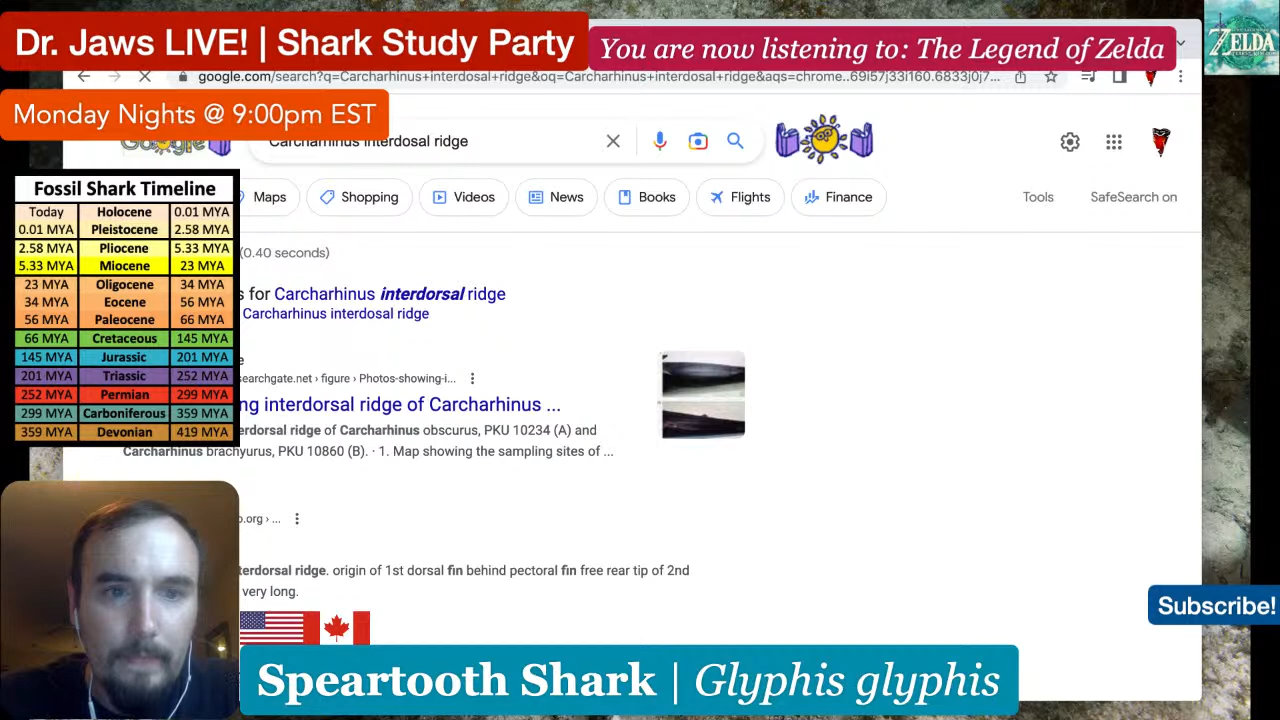 Dr. Jaws LIVE! | Shark Study Party
You are now listening to: The Legend of Zelda
ZELDA
google.com/search?q=Carcharhinus+interdosal+ridge&oq=Carcharhinus+interdosal+ridge&aqs=chrome..69i57j33i160.6833j0j7...
Monday Nights @ 9:00pm EST
Carcharhinus interdosal ridge
Maps
Shopping
Videos
News
Books
Flights
Finance
Tools
SafeSearch on
Fossil Shark Timeline
Today Holocene 0.01 MYA
0.01 MYA Pleistocene 2.58 MYA
2.58 MYA Pliocene 5.33 MYA
5.33 MYA Miocene 23 MYA
23 MYA Oligocene 34 MYA
34 MYA Eocene 56 MYA
56 MYA Paleocene 66 MYA
66 MYA Cretaceous 145 MYA
145 MYA Jurassic 201 MYA
201 MYA Triassic 252 MYA
252 MYA Permian 299 MYA
299 MYA Carboniferous 359 MYA
359 MYA Devonian 419 MYA
(0.40 seconds)
s for Carcharhinus interdorsal ridge
Carcharhinus interdosal ridge
e
searchgate.net › figure › Photos-showing-i...
ng interdorsal ridge of Carcharhinus ...
erdorsal ridge of Carcharhinus obscurus, PKU 10234 (A) and
Carcharhinus brachyurus, PKU 10860 (B). · 1. Map showing the sampling sites of ...
o.org › ...
terdorsal ridge. origin of 1st dorsal fin behind pectoral fin free rear tip of 2nd
very long.
Subscribe!
Speartooth Shark | Glyphis glyphis